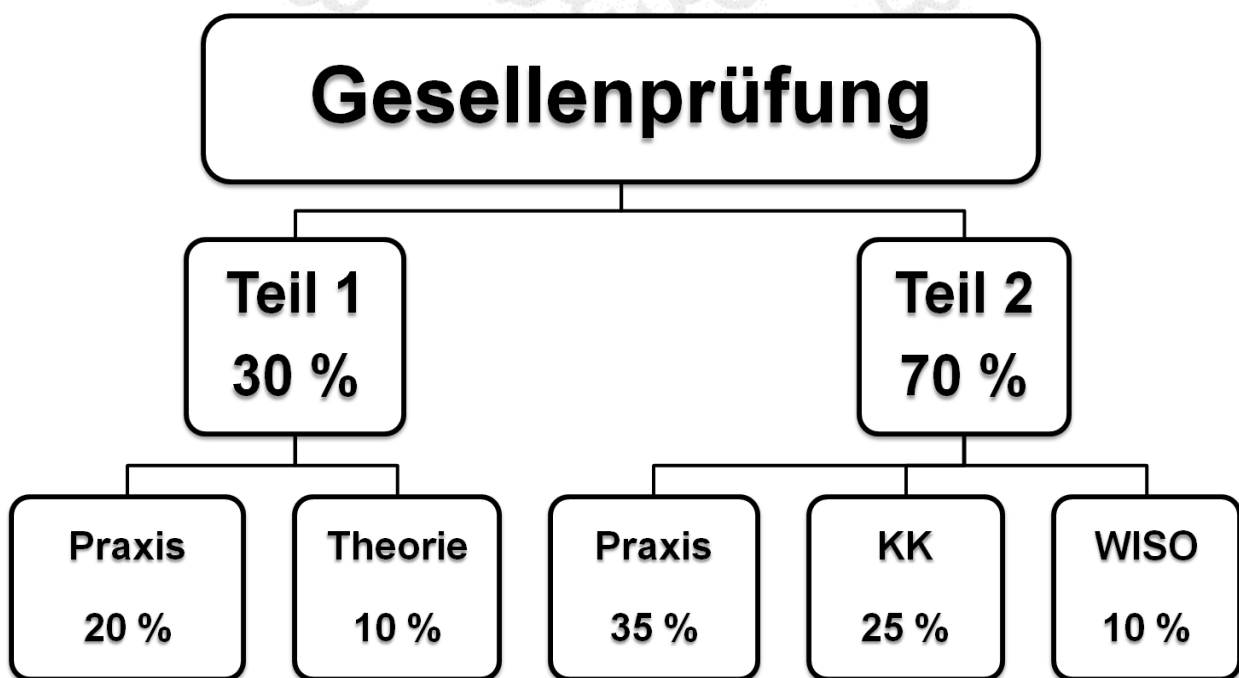 Gesellenprüfung
Teil 1
30 %
Teil 2
70 %
Praxis
20 %
Theorie
10 %
Praxis
35 %
KK
25 %
WISO
10 %